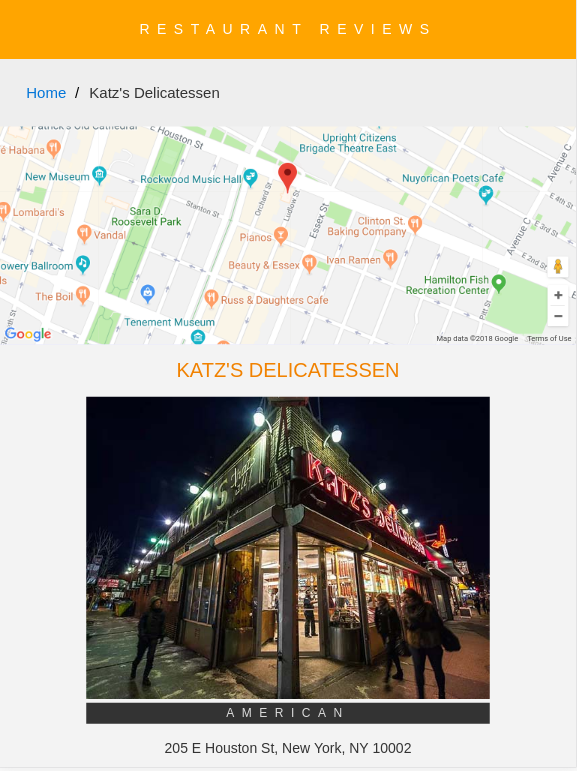 RESTAURANT REVIEWS
Home / Katz's Delicatessen
Patrick's Old Cathedral
E Houston St
Upright Citizens
Brigade Theatre East
Avenue C
é Habana
New Museum
Rockwood Music Hall
Nuyorican Poets Cafe
E 4th St
Lombardi's
Sara D.
Roosevelt Park
Stanton St
Orchard St
Ludlow St
Essex St
E 2nd St
Vandal
Pianos
Clinton St.
Baking Company
Avenue C
owery Ballroom
Beauty & Essex
Ivan Ramen
The Boil
Russ & Daughters Cafe
Hamilton Fish
Recreation Center
Pitt St
Tenement Museum
Google
Map data ©2018 Google Terms of Use
KATZ'S DELICATESSEN
KATZ'S
KATZ'S DELICATESSEN
AMERICAN
205 E Houston St, New York, NY 10002